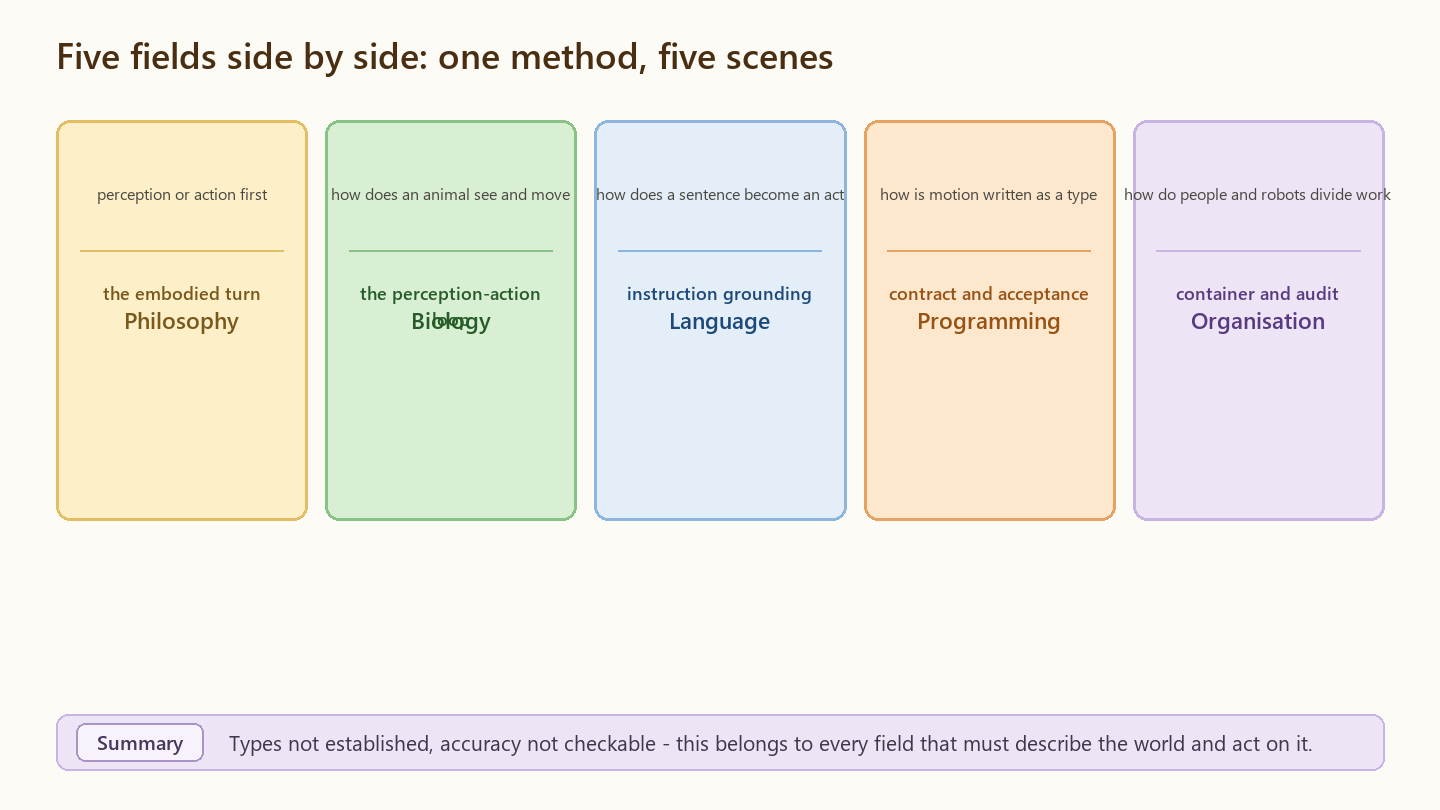 Five fields side by side: one method, five scenes
perception or action first
the embodied turn
Philosophy
how does an animal see and move
the perception-action
loop
Biology
how does a sentence become an act
instruction grounding
Language
how is motion written as a type
contract and acceptance
Programming
how do people and robots divide work
container and audit
Organisation
Summary
Types not established, accuracy not checkable - this belongs to every field that must describe the world and act on it.